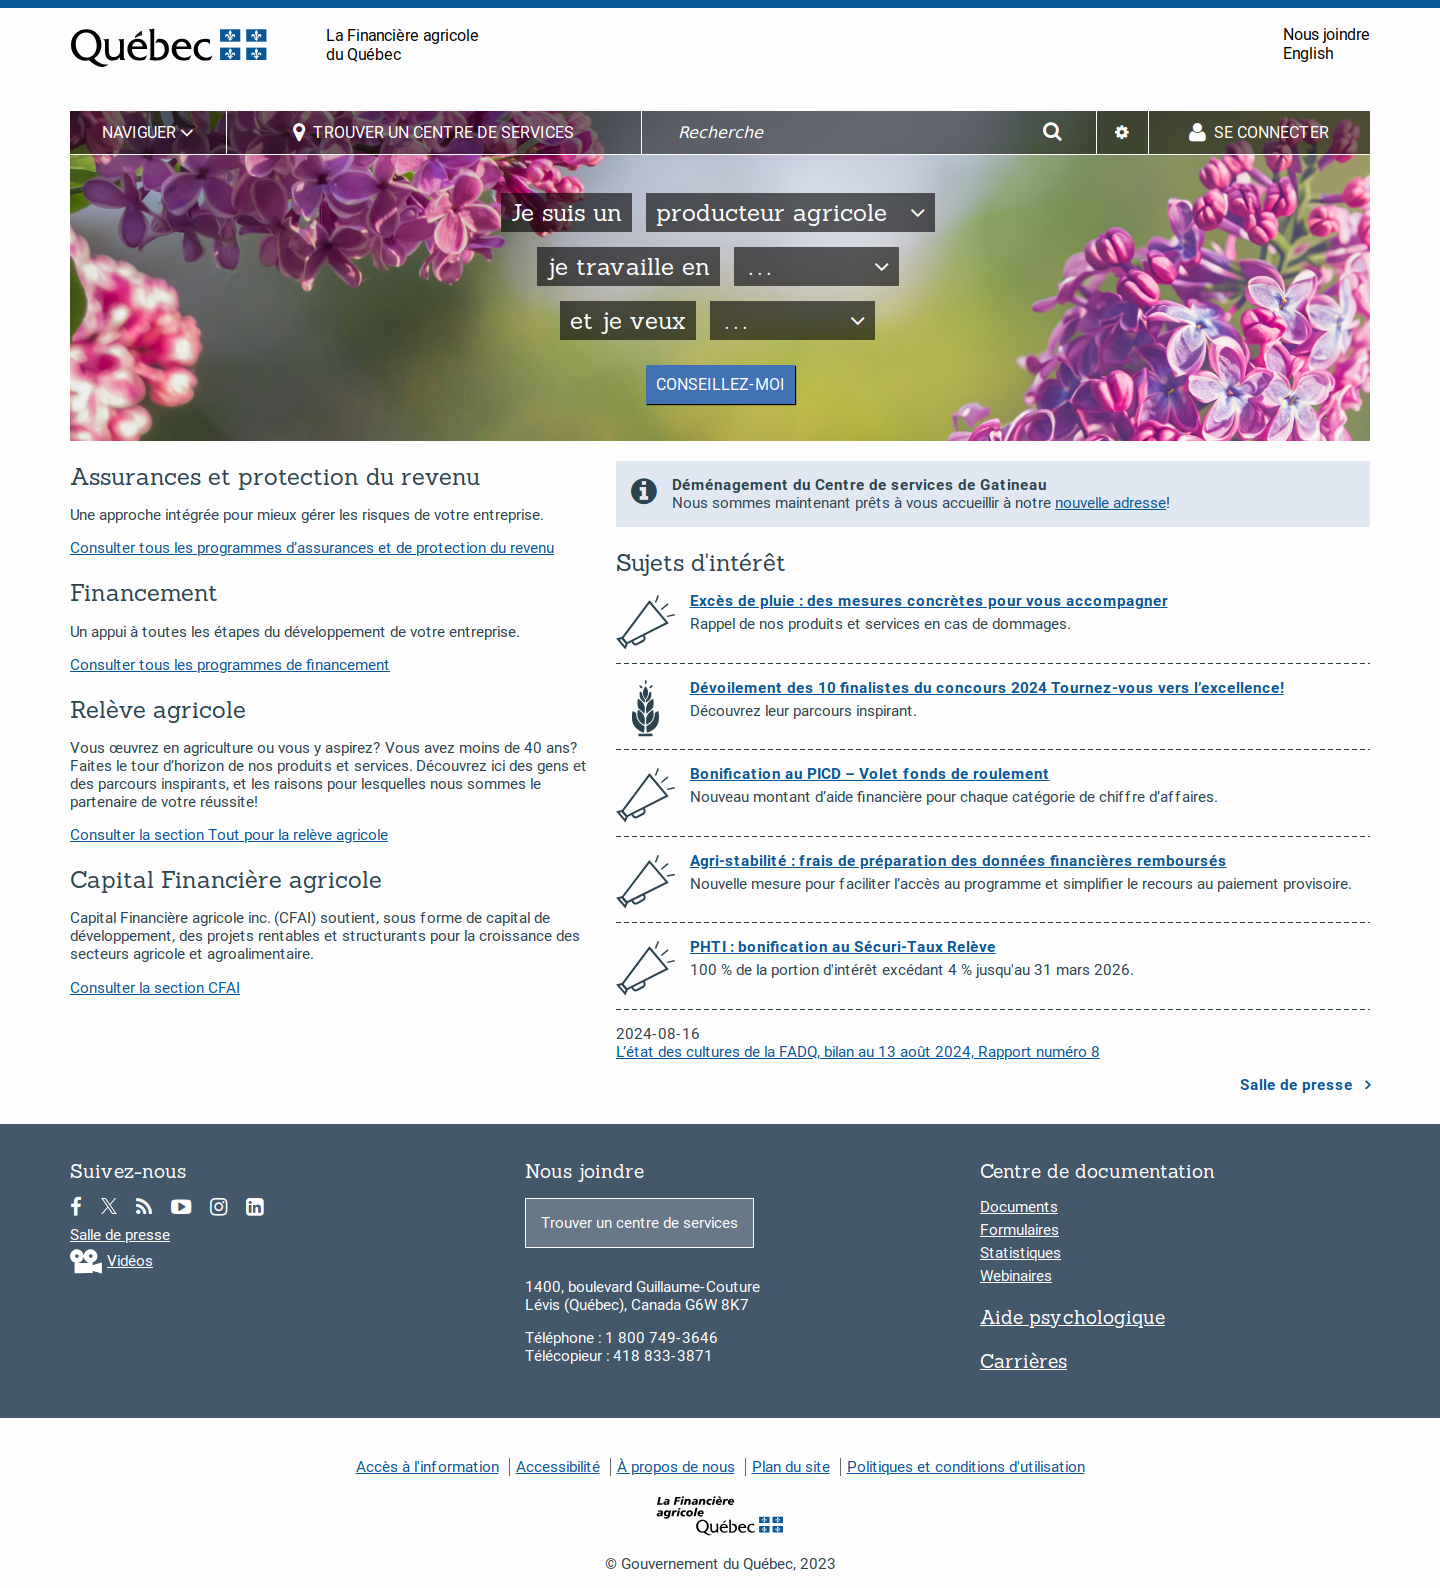 Québec
La Financière agricole
du Québec
Nous joindre
English
NAVIGUER
TROUVER UN CENTRE DE SERVICES
Recherche
SE CONNECTER
Je suis un producteur agricole
je travaille en ...
et je veux ...
CONSEILLEZ-MOI
Assurances et protection du revenu
Une approche intégrée pour mieux gérer les risques de votre entreprise.
Consulter tous les programmes d’assurances et de protection du revenu
Financement
Un appui à toutes les étapes du développement de votre entreprise.
Consulter tous les programmes de financement
Relève agricole
Vous œuvrez en agriculture ou vous y aspirez? Vous avez moins de 40 ans?
Faites le tour d’horizon de nos produits et services. Découvrez ici des gens et
des parcours inspirants, et les raisons pour lesquelles nous sommes le
partenaire de votre réussite!
Consulter la section Tout pour la relève agricole
Capital Financière agricole
Capital Financière agricole inc. (CFAI) soutient, sous forme de capital de
développement, des projets rentables et structurants pour la croissance des
secteurs agricole et agroalimentaire.
Consulter la section CFAI
Déménagement du Centre de services de Gatineau
Nous sommes maintenant prêts à vous accueillir à notre nouvelle adresse!
Sujets d'intérêt
Excès de pluie : des mesures concrètes pour vous accompagner
Rappel de nos produits et services en cas de dommages.
Dévoilement des 10 finalistes du concours 2024 Tournez-vous vers l’excellence!
Découvrez leur parcours inspirant.
Bonification au PICD – Volet fonds de roulement
Nouveau montant d’aide financière pour chaque catégorie de chiffre d’affaires.
Agri-stabilité : frais de préparation des données financières remboursés
Nouvelle mesure pour faciliter l’accès au programme et simplifier le recours au paiement provisoire.
PHTI : bonification au Sécuri-Taux Relève
100 % de la portion d'intérêt excédant 4 % jusqu'au 31 mars 2026.
2024-08-16
L’état des cultures de la FADQ, bilan au 13 août 2024, Rapport numéro 8
Salle de presse
Suivez-nous
Salle de presse
Vidéos
Nous joindre
Trouver un centre de services
1400, boulevard Guillaume-Couture
Lévis (Québec), Canada G6W 8K7
Téléphone : 1 800 749-3646
Télécopieur : 418 833-3871
Centre de documentation
Documents
Formulaires
Statistiques
Webinaires
Aide psychologique
Carrières
Accès à l'information
Accessibilité
À propos de nous
Plan du site
Politiques et conditions d'utilisation
La Financière
agricole
Québec
© Gouvernement du Québec, 2023